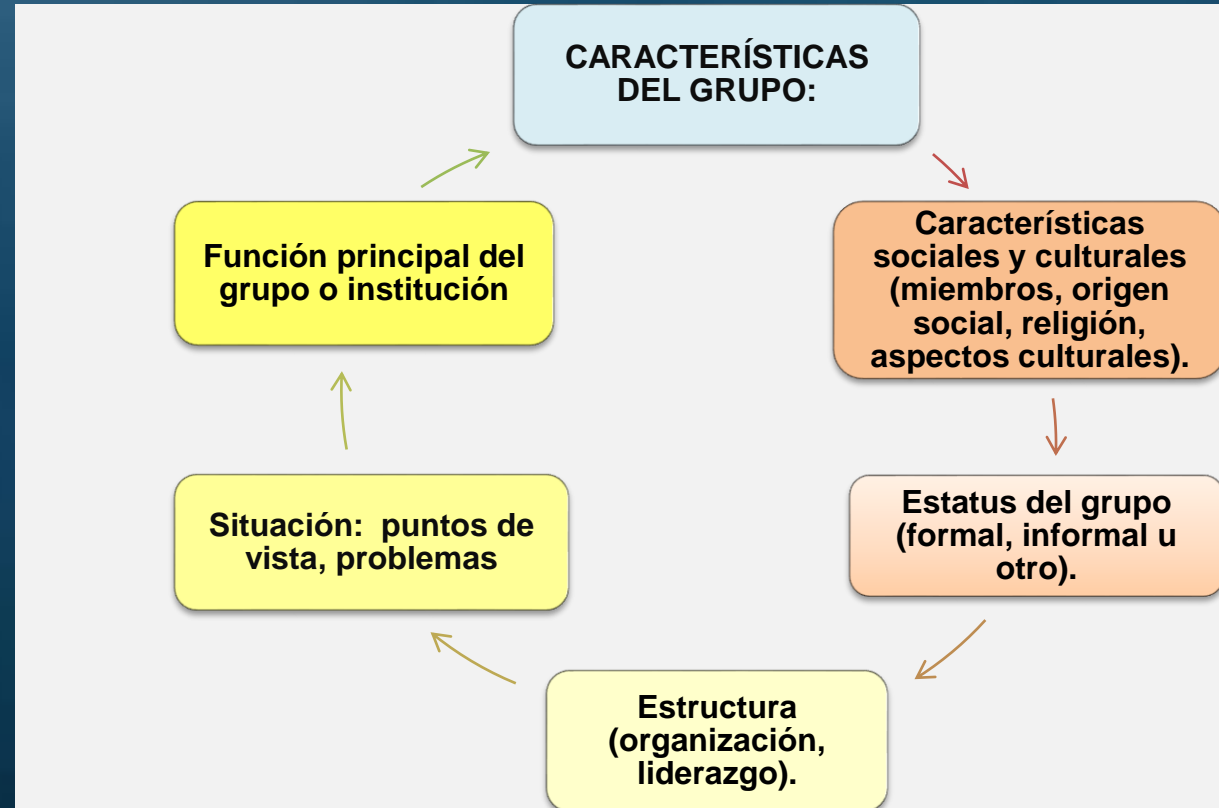 CARACTERÍSTICAS
DEL GRUPO:
Características
sociales y culturales
(miembros, origen
social, religión,
aspectos culturales).
Estatus del grupo
(formal, informal u
otro).
Estructura
(organización,
liderazgo).
Situación:  puntos de
vista, problemas
Función principal del
grupo o institución